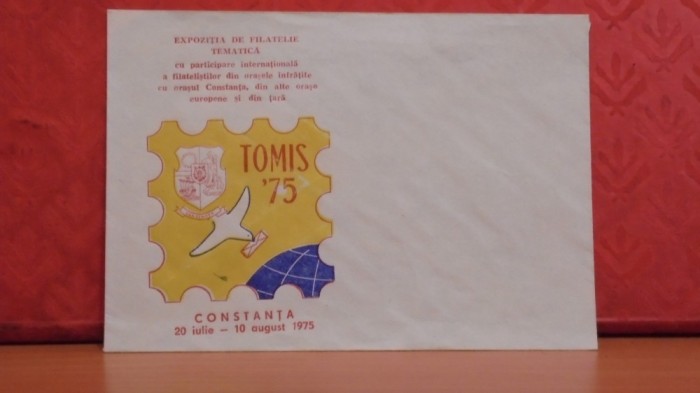 EXPOZIȚIA DE FILATELIE
TEMATICĂ
cu participare internațională
a filateliștilor din orașele înfrățite
cu orașul Constanța, din alte orașe
europene și din țară
TOMIS
'75
CONSTANȚA
20 iulie — 10 august 1975